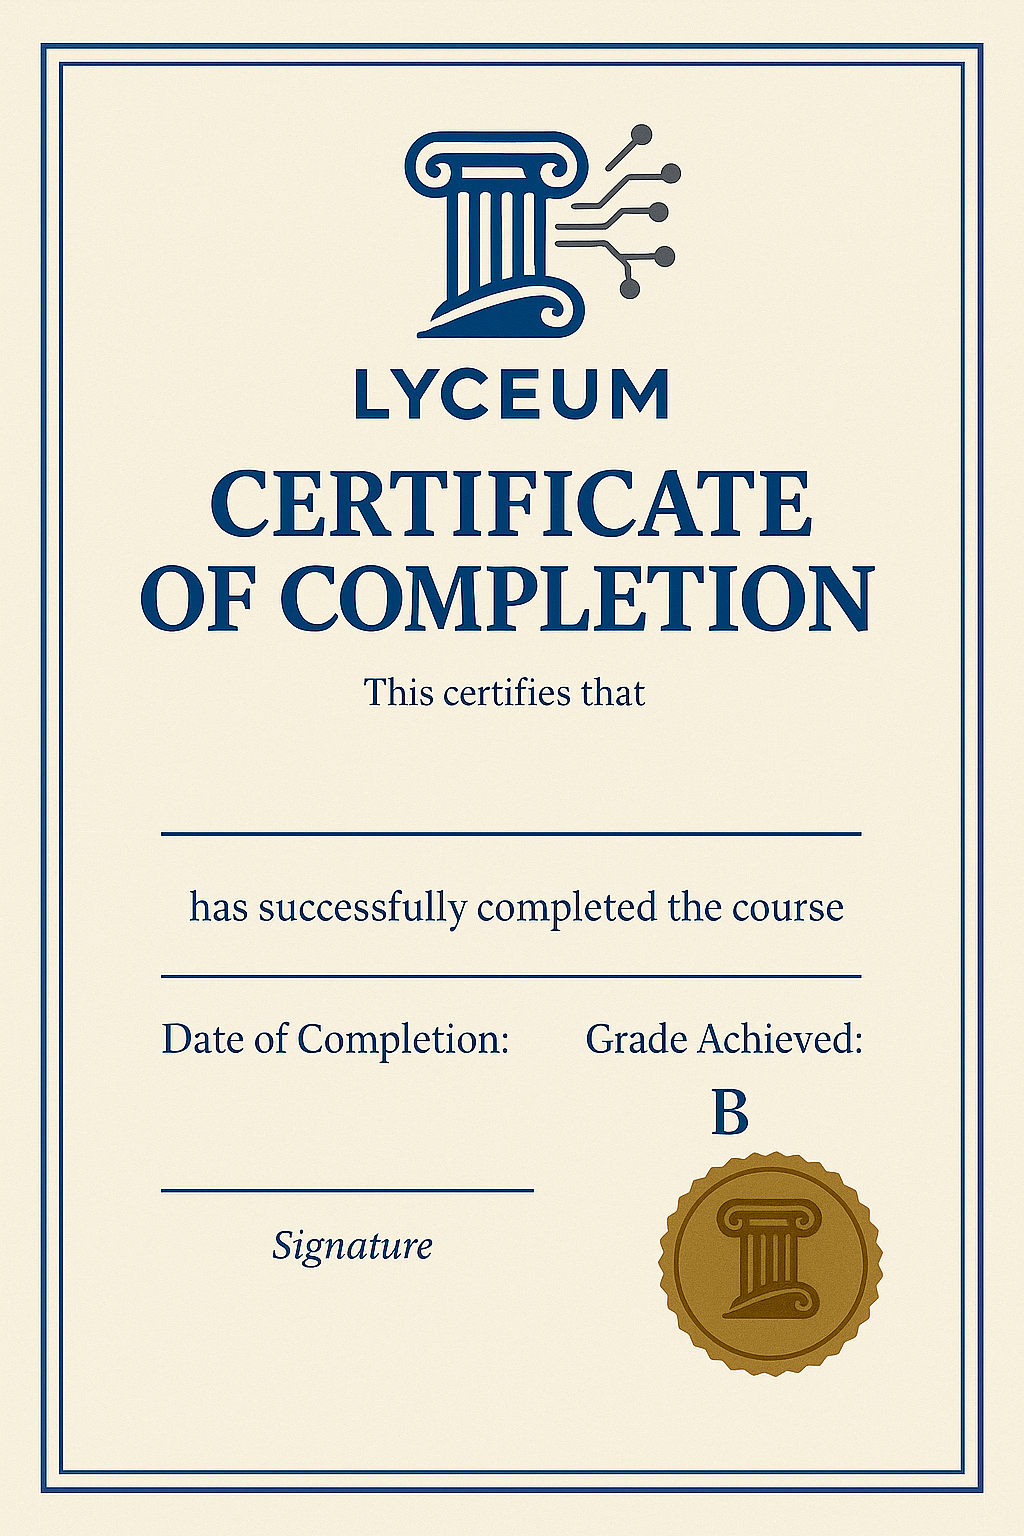 LYCEUM
CERTIFICATE
OF COMPLETION
This certifies that
has successfully completed the course
Date of Completion:
Grade Achieved:
B
Signature